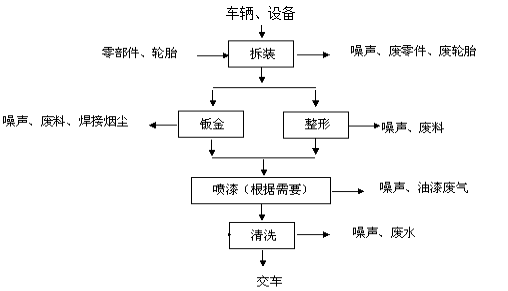 车辆、设备
零部件、轮胎
拆装
噪声、废零件、废轮胎
噪声、废料、焊接烟尘
钣金
整形
噪声、废料
喷漆（根据需要）
噪声、油漆废气
清洗
噪声、废水
交车